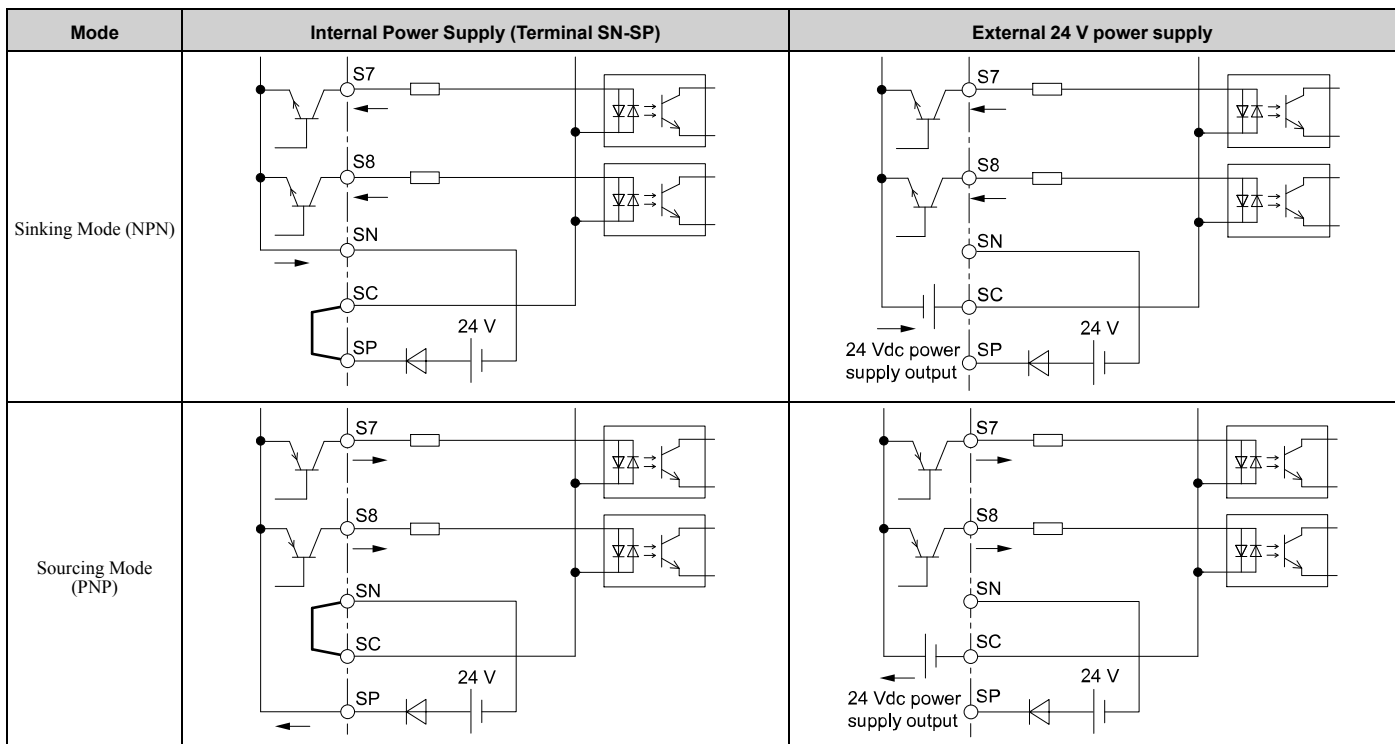 Mode
Internal Power Supply (Terminal SN-SP)
External 24 V power supply
Sinking Mode (NPN)
S7
S8
SN
SC
24 V
SP
S7
S8
SN
SC
24 V
24 Vdc power
supply output
SP
Sourcing Mode
(PNP)
S7
S8
SN
SC
24 V
SP
S7
S8
SN
SC
24 V
24 Vdc power
supply output
SP